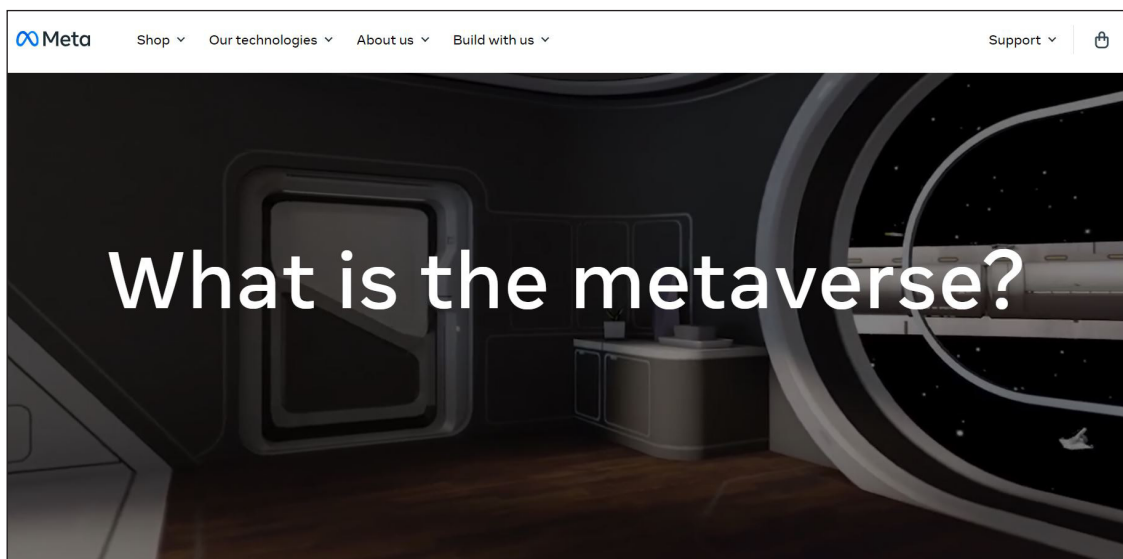 Meta Shop Our technologies About us Build with us Support
What is the metaverse?